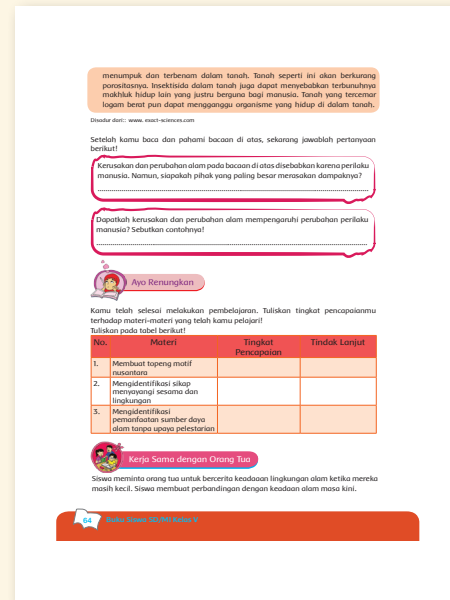 menumpuk dan terbenam dalam tanah. Tanah seperti ini akan berkurang
porositasnya. Insektisida dalam tanah juga dapat menyebabkan terbunuhnya
makhluk hidup lain yang justru berguna bagi manusia. Tanah yang tercemar
logam berat pun dapat mengganggu organisme yang hidup di dalam tanah.
Disadur dari:: www. exact-sciences.com
Setelah kamu baca dan pahami bacaan di atas, sekarang jawablah pertanyaan
berikut!
Kerusakan dan perubahan alam pada bacaan di atas disebabkan karena perilaku
manusia. Namun, siapakah pihak yang paling besar merasakan dampaknya?
Dapatkah kerusakan dan perubahan alam mempengaruhi perubahan perilaku
manusia? Sebutkan contohnya!
Ayo Renungkan
Kamu telah selesai melakukan pembelajaran. Tuliskan tingkat pencapaianmu
terhadap materi-materi yang telah kamu pelajari!
Tuliskan pada tabel berikut!
No. Materi Tingkat Pencapaian Tindak Lanjut
1. Membuat topeng motif
nusantara
2. Mengidentifikasi sikap
menyayangi sesama dan
lingkungan
3. Mengidentifikasi
pemanfaatan sumber daya
alam tanpa upaya pelestarian
Kerja Sama dengan Orang Tua
Siswa meminta orang tua untuk bercerita keadaaan lingkungan alam ketika mereka
masih kecil. Siswa membuat perbandingan dengan keadaan alam masa kini.
64 Buku Siswa SD/MI Kelas